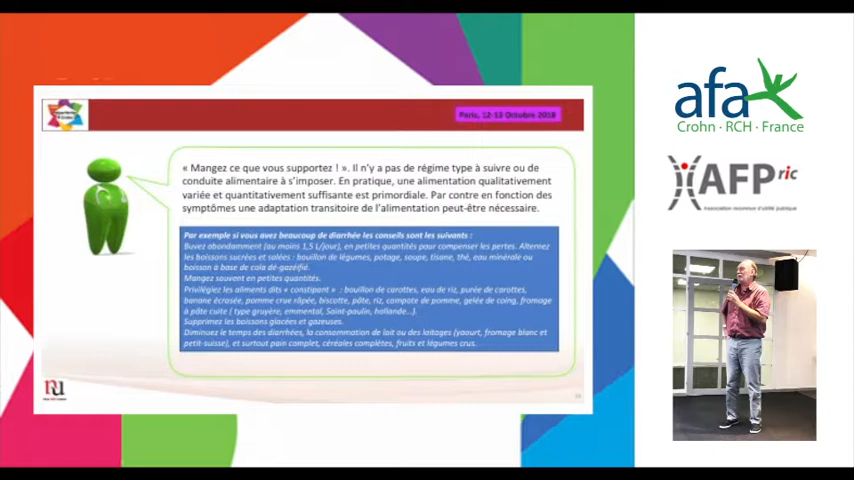 Paris, 12-13 Octobre 2018
« Mangez ce que vous supportez ! ». Il n'y a pas de régime type à suivre ou de
conduite alimentaire à s'imposer. En pratique, une alimentation qualitativement
variée et quantitativement suffisante est primordiale. Par contre en fonction des
symptômes une adaptation transitoire de l'alimentation peut-être nécessaire.
Par exemple si vous avez beaucoup de diarrhée les conseils sont les suivants :
Buvez abondamment (au moins 1,5 L/jour), en petites quantités pour compenser les pertes. Alternez
les boissons sucrées et salées : bouillon de légumes, potage, soupe, tisane, thé, eau minérale ou
boisson à base de cola dé-gazéifié.
Mangez souvent en petites quantités.
Privilégiez les aliments dits « constipant » : bouillon de carottes, eau de riz, purée de carottes,
banane écrasée, pomme crue râpée, biscotte, pâte, riz, compote de pomme, gelée de coing, fromage
à pâte cuite ( type gruyère, emmental, Saint-paulin, hollande...).
Supprimez les boissons glacées et gazeuses.
Diminuez le temps des diarrhées, la consommation de lait ou des laitages (yaourt, fromage blanc et
petit-suisse), et surtout pain complet, céréales complètes, fruits et légumes crus.
afa
Crohn · RCH · France
AFPric
Association reconnue d'utilité publique